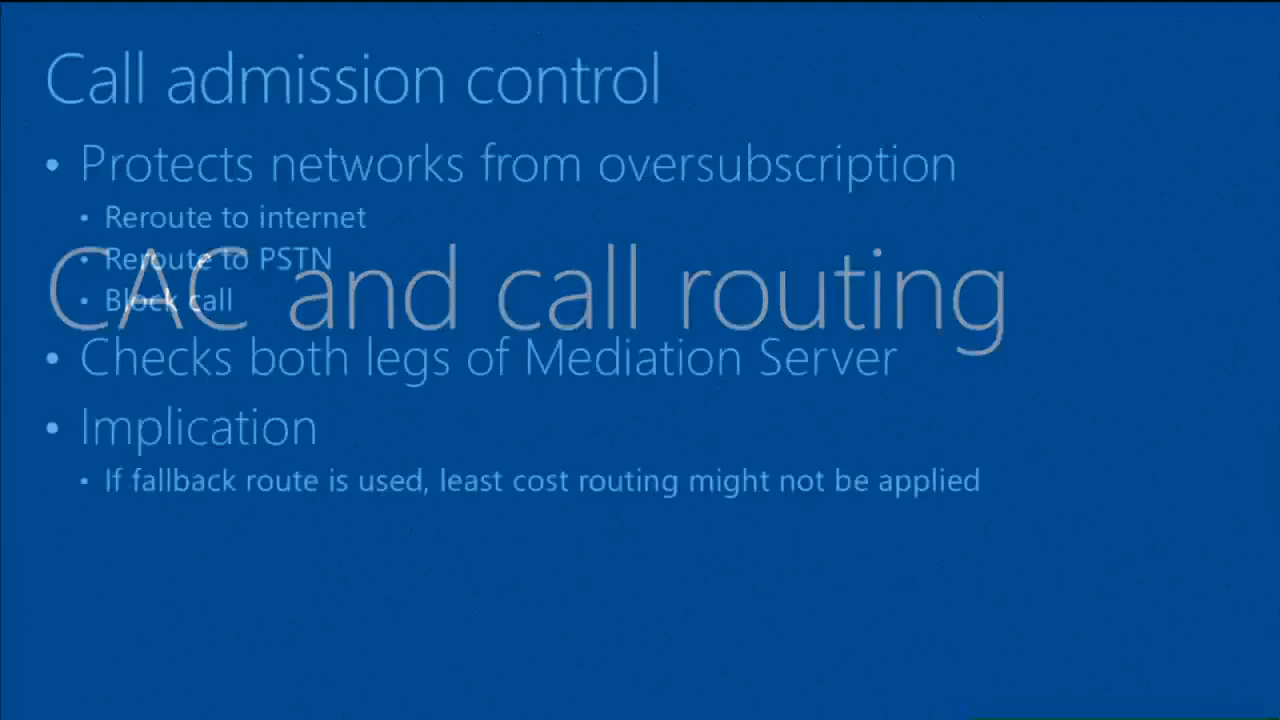 Call admission control
• Protects networks from oversubscription
• Reroute to internet
• Reroute to PSTN
CAC and call routing
• Block call
• Checks both legs of Mediation Server
• Implication
• If fallback route is used, least cost routing might not be applied